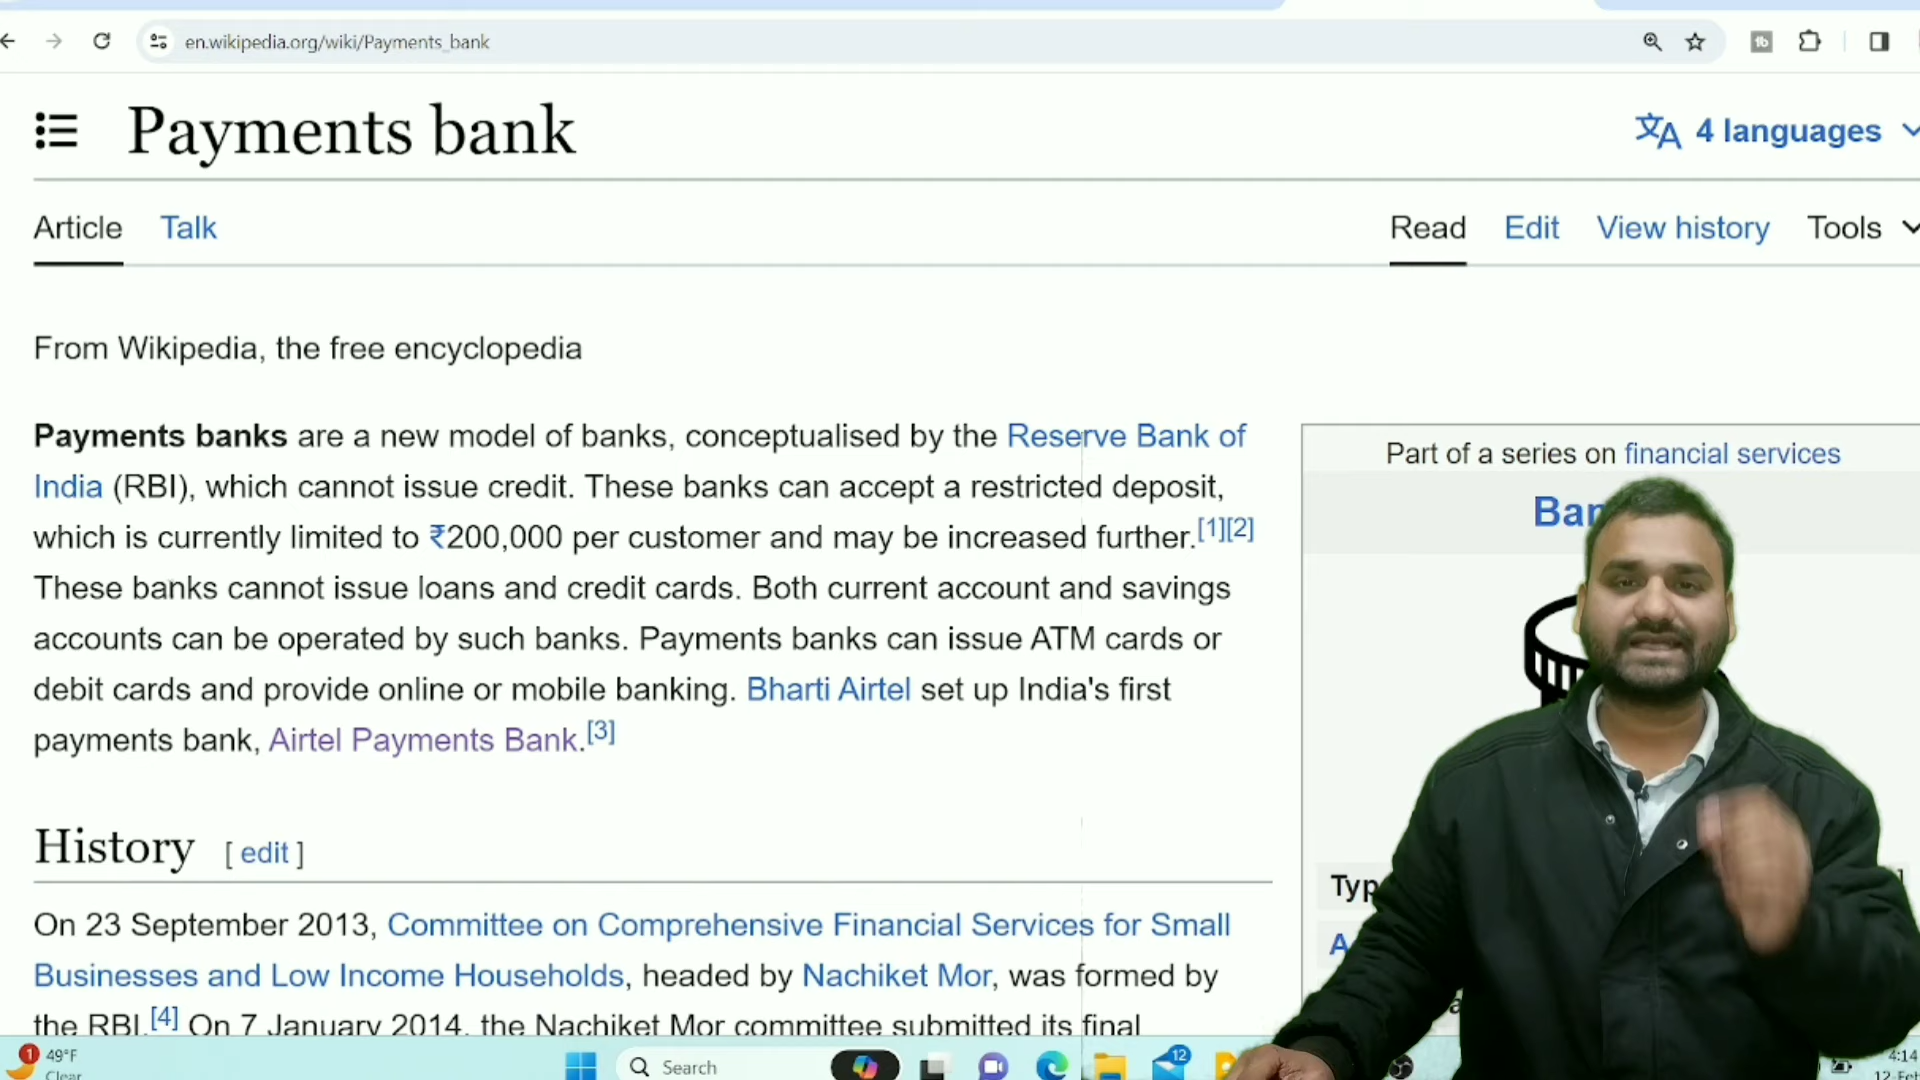 en.wikipedia.org/wiki/Payments_bank
Payments bank
4 languages
Article Talk Read Edit View history Tools
From Wikipedia, the free encyclopedia
Payments banks are a new model of banks, conceptualised by the Reserve Bank of
India (RBI), which cannot issue credit. These banks can accept a restricted deposit,
which is currently limited to ₹200,000 per customer and may be increased further.[1][2]
These banks cannot issue loans and credit cards. Both current account and savings
accounts can be operated by such banks. Payments banks can issue ATM cards or
debit cards and provide online or mobile banking. Bharti Airtel set up India's first
payments bank, Airtel Payments Bank.[3]
Part of a series on financial services
History [ edit ]
On 23 September 2013, Committee on Comprehensive Financial Services for Small
Businesses and Low Income Households, headed by Nachiket Mor, was formed by
the RBI.[4] On 7 January 2014, the Nachiket Mor committee submitted its final
1
49°F
Clear
Search
12
4:14